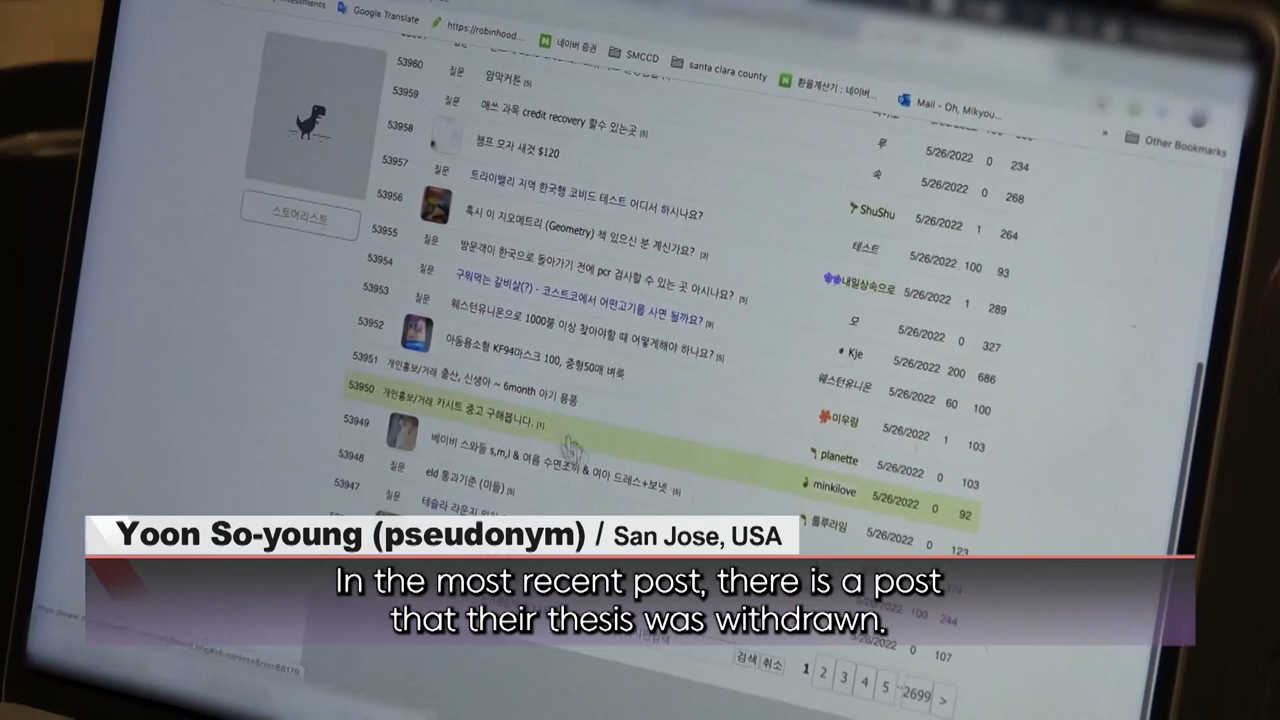 Google Translate
https://robinhood...
네이버 증권
SMCCD
santa clara county
환율계산기 : 네이버...
Mail - Oh, Mikyou...
Other Bookmarks
스토어리스트
53960 질문 암막커튼 [5]
53959 질문 매쓰 과목 credit recovery 할수 있는곳 [5] 루 5/26/2022 0 234
53958 챔프 모자 새것 $120 숙 5/26/2022 0 268
53957 질문 트라이밸리 지역 한국행 코비드 테스트 어디서 하시나요? ShuShu 5/26/2022 1 264
53956 혹시 이 지오메트리 (Geometry) 책 있으신 분 계신가요? [3] 테스트 5/26/2022 100 93
53955 질문 방문객이 한국으로 돌아가기 전에 pcr 검사할 수 있는 곳 아시나요? [5] 내일상속으로 5/26/2022 1 289
53954 질문 구워먹는 갈비살(?) - 코스트코에서 어떤고기를 사면 될까요? [9] 모 5/26/2022 0 327
53953 질문 웨스턴유니온으로 1000불 이상 찾아야할 때 어떻게해야 하나요? [5] Kje 5/26/2022 200 686
53952 아동용소형 KF94마스크 100, 중형50매 벼룩 웨스턴유니온 5/26/2022 60 100
53951 개인홍보/거래 출산, 신생아 ~ 6month 아기 용품 미우랑 5/26/2022 1 103
53950 개인홍보/거래 카시트 중고 구해봅니다. [1] planette 5/26/2022 0 103
53949 베이비 스와들 s,m,l & 여름 수면조끼 & 여아 드레스+보넷 [5] minkilove 5/26/2022 0 92
53948 질문 eld 통과기준 (미들) [5] 툴루라임 5/26/2022 0 123
53947 질문 테슬라 라운지
100 244
5/26/2022 0 107
검색 취소
1 2 3 4 5 ..2699 >
Yoon So-young (pseudonym) / San Jose, USA
In the most recent post, there is a post
that their thesis was withdrawn.